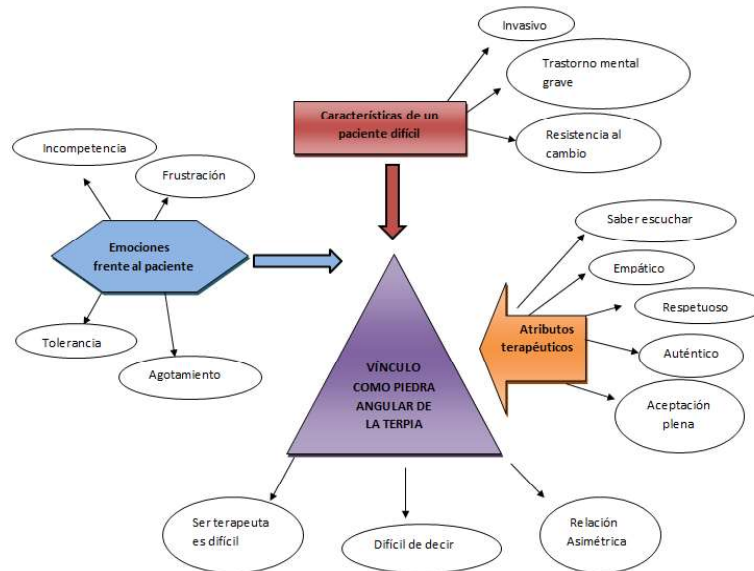 Invasivo
Trastorno mental
grave
Características de un
paciente difícil
Resistencia al
cambio
Incompetencia
Frustración
Emociones
frente al paciente
Tolerancia
Agotamiento
Saber escuchar
Empático
Respetuoso
Atributos
terapéuticos
Auténtico
Aceptación
plena
VÍNCULO
COMO PIEDRA
ANGULAR DE
LA TERPIA
Ser terapeuta
es difícil
Difícil de decir
Relación
Asimétrica